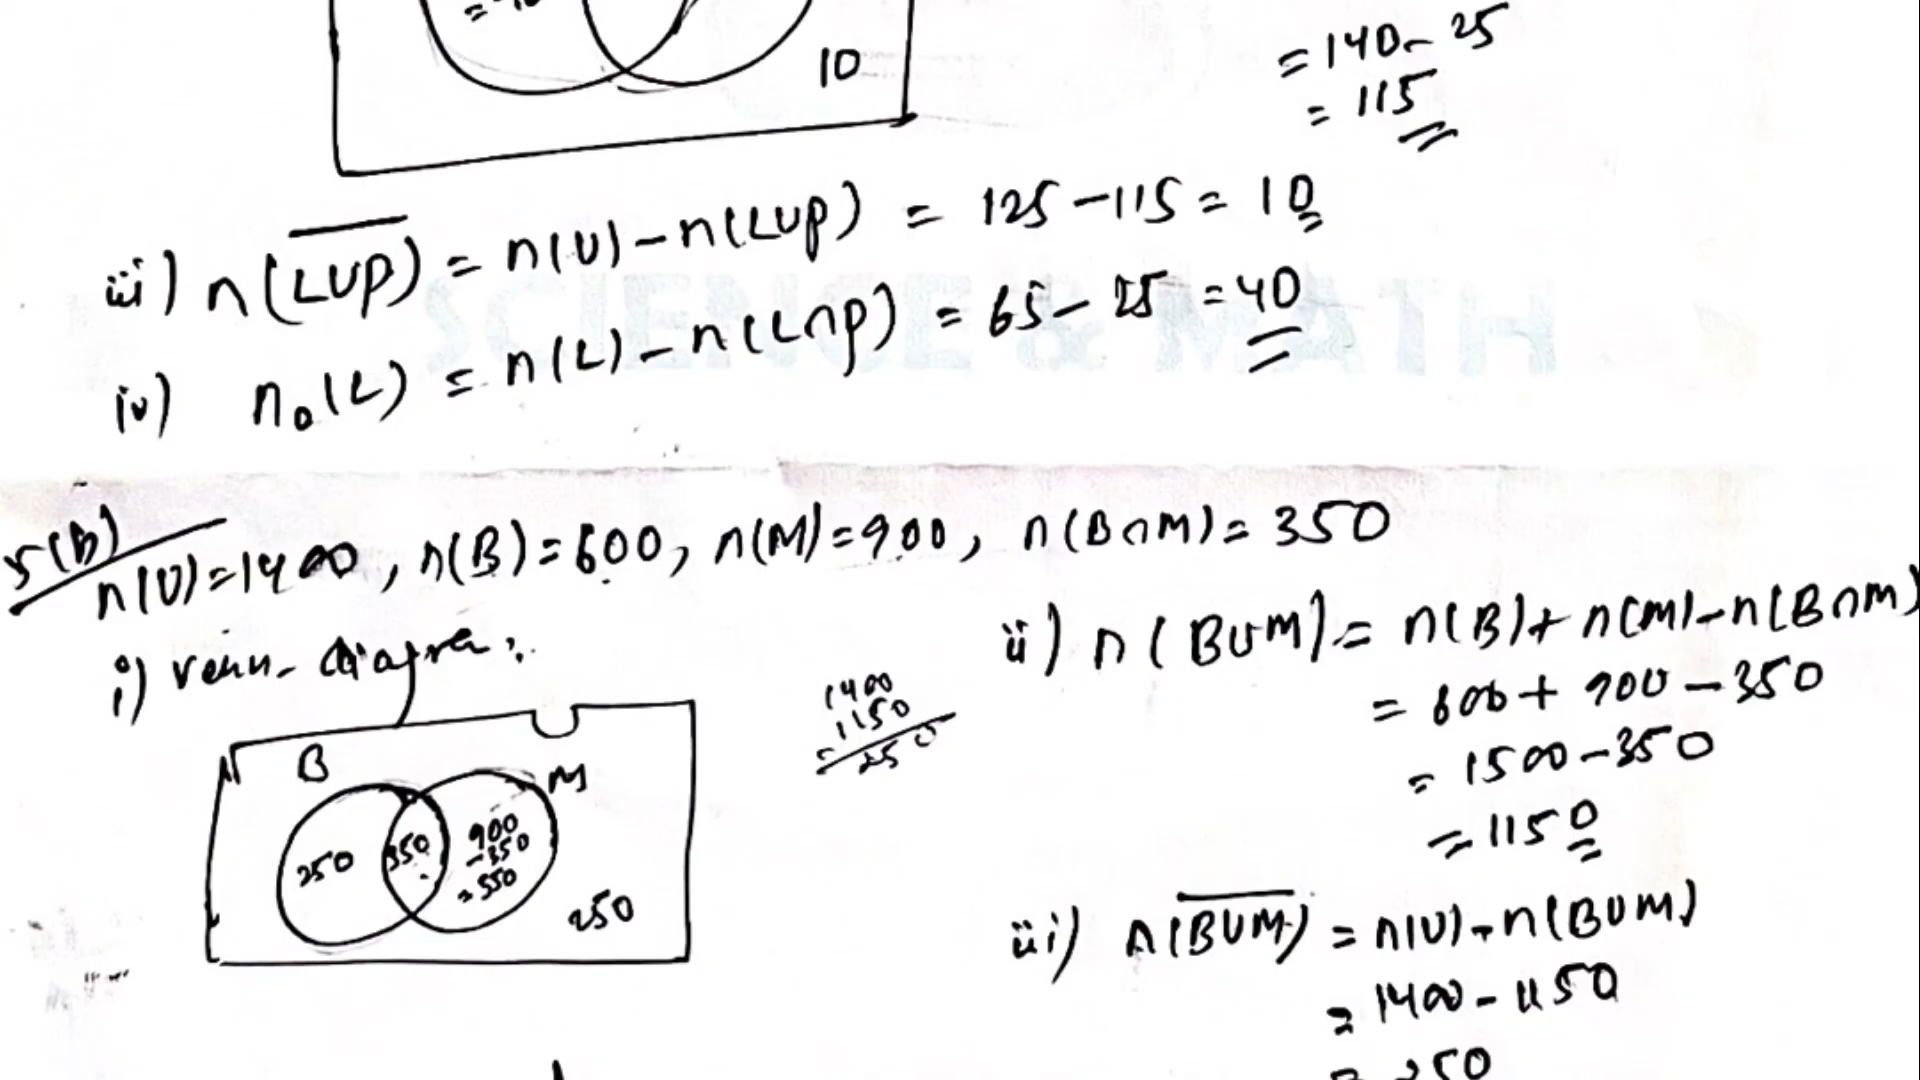 10
= 140 - 25
= 115
iii) n(L∪P)‾ = n(U) - n(L∪P) = 125 - 115 = 10
iv) n₀(L) = n(L) - n(L∩P) = 65 - 25 = 40
SCIENCE & MATH
5(B)
n(U) = 1400, n(B) = 600, n(M) = 900, n(B∩M) = 350
i) venn-diagram:
B
M
250 350 900
-350
= 550
250
1400
1150
= 250
ii) n(B∪M) = n(B) + n(M) - n(B∩M)
= 600 + 900 - 350
= 1500 - 350
= 1150
iii) n(B∪M)‾ = n(U) - n(B∪M)
= 1400 - 1150
= 250